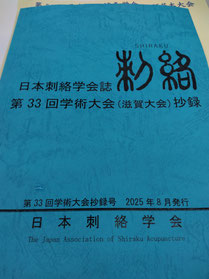 SHIRAKU
日本刺絡学会誌 刺絡
第33回学術大会(滋賀大会)抄録
第33回学術大会抄録号 2025年8月発行
日本刺絡学会
The Japan Association of Shiraku Acupuncture